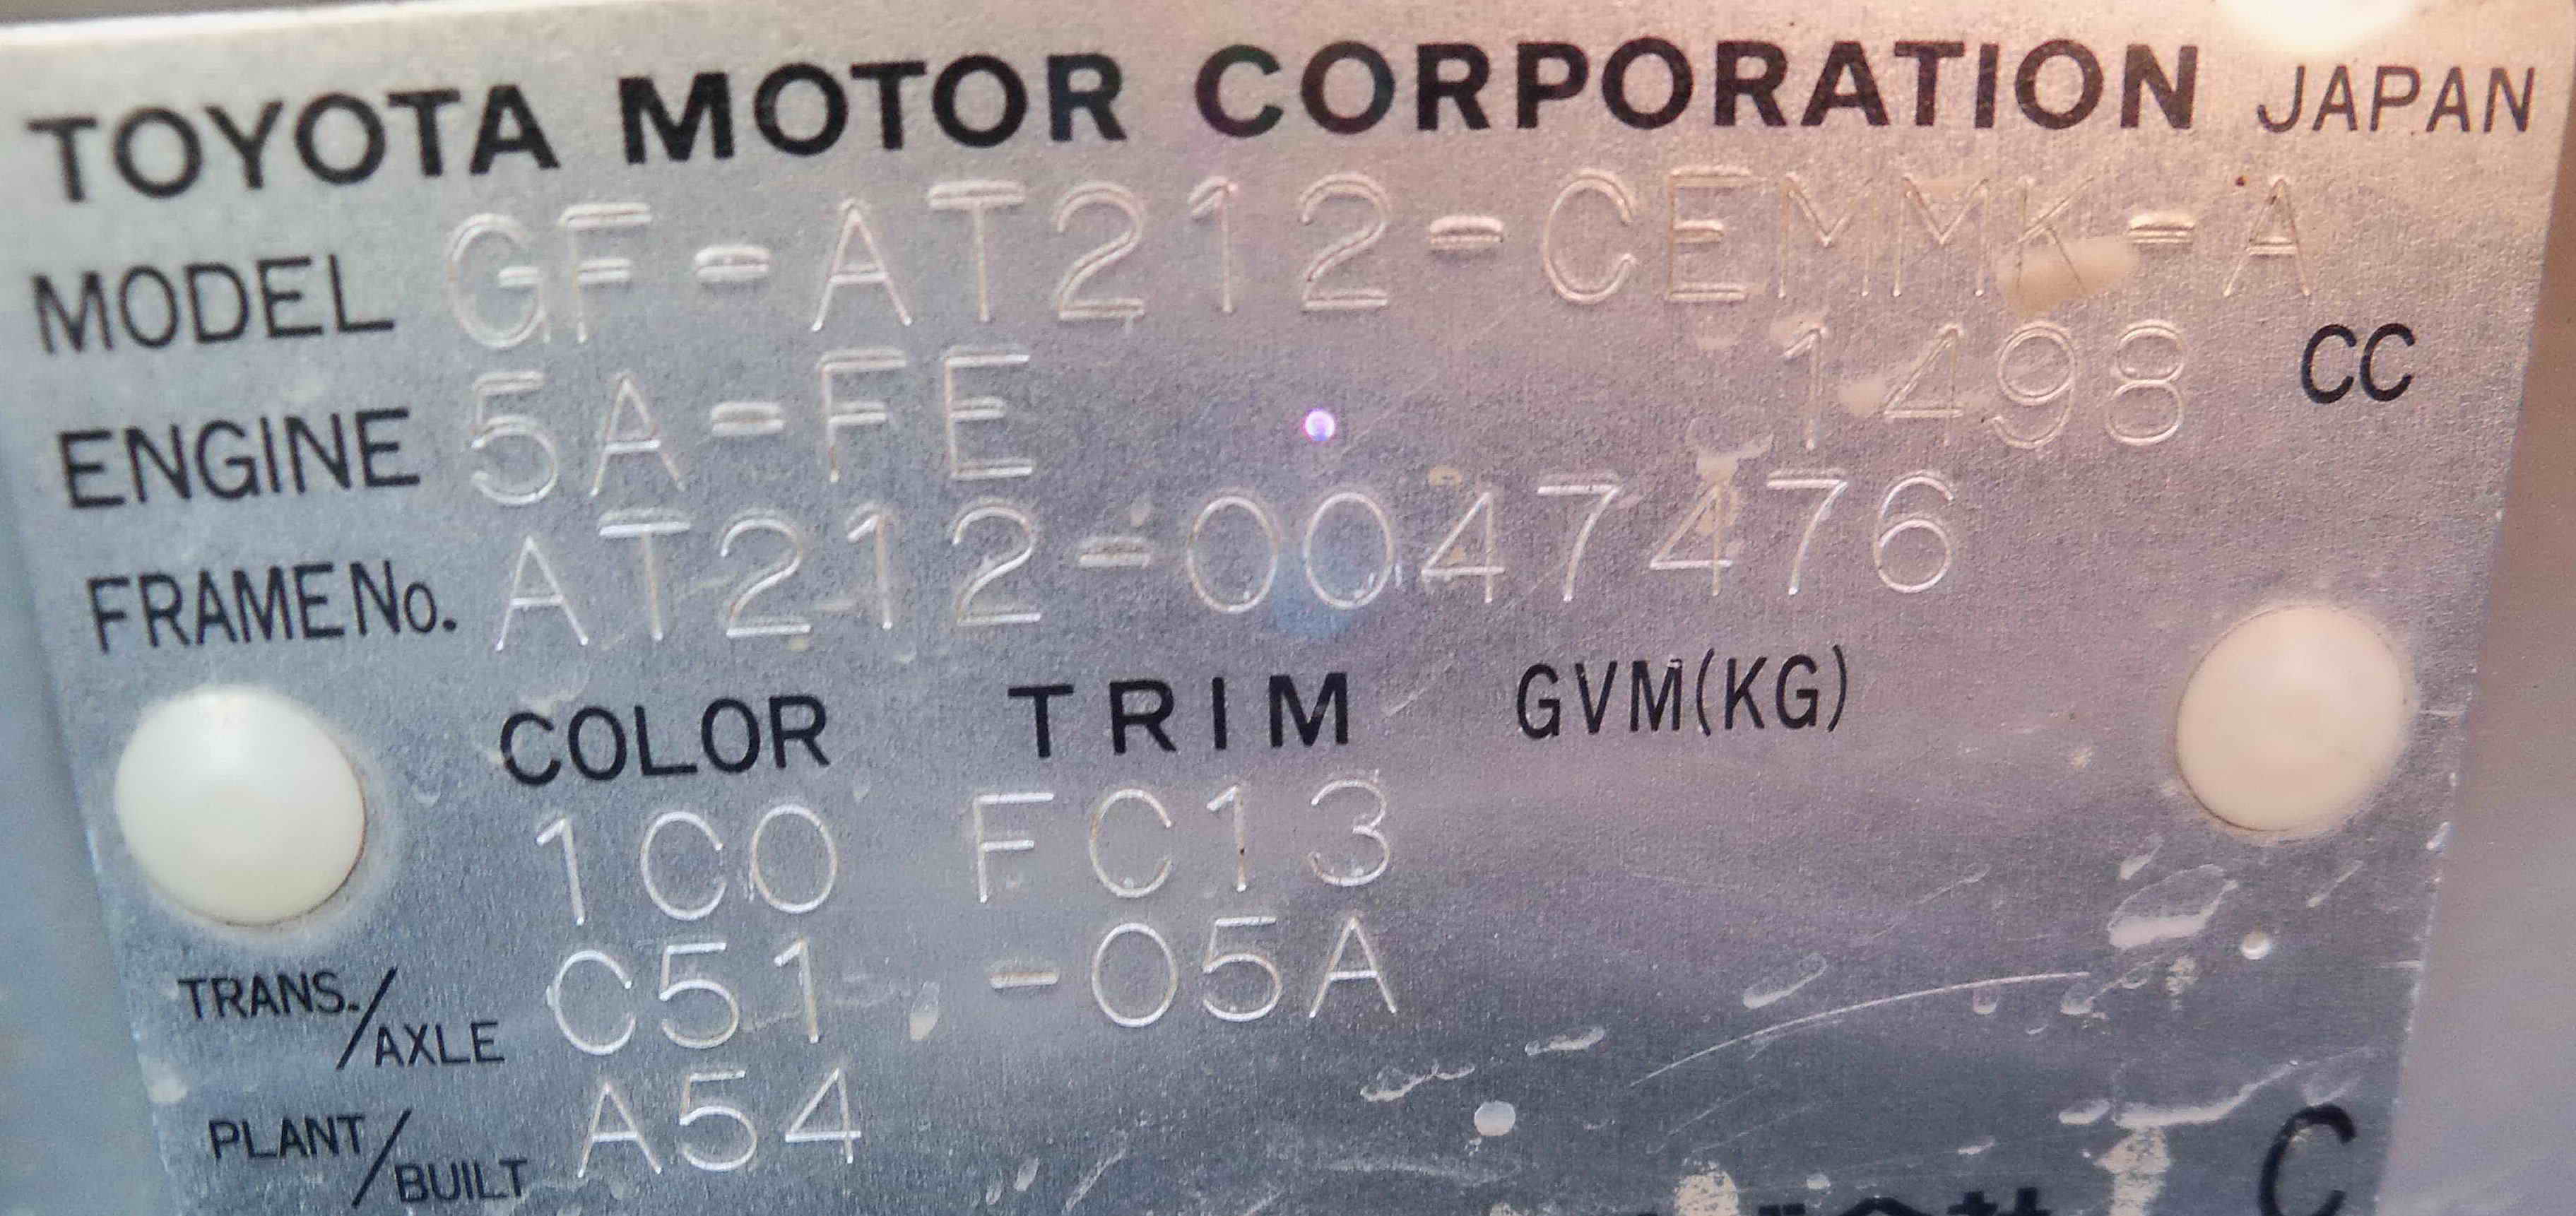 TOYOTA MOTOR CORPORATION JAPAN
MODEL GF-AT212-CEMMK-A
ENGINE 5A-FE 1498 CC
FRAME No. AT212-0047476
COLOR TRIM GVM(KG)
1C0 FC13
TRANS./AXLE C51 -05A
PLANT/BUILT A54
C